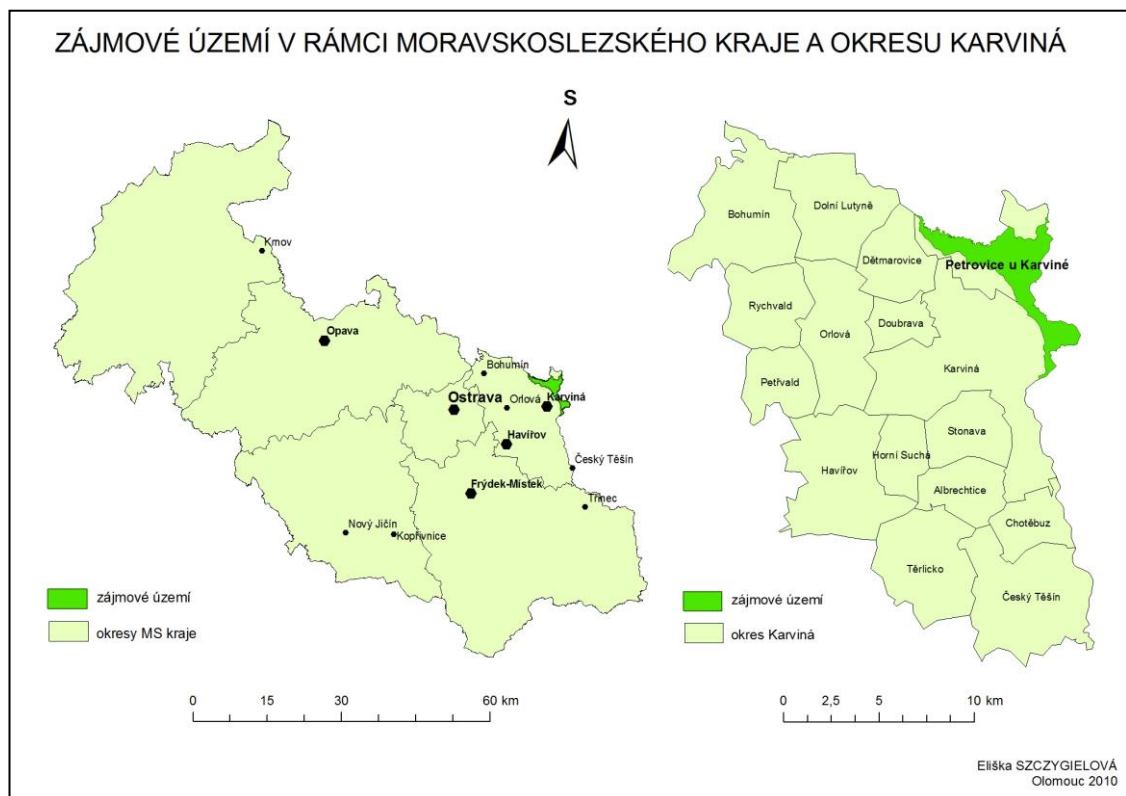 ZÁJMOVÉ ÚZEMÍ V RÁMCI MORAVSKOSLEZSKÉHO KRAJE A OKRESU KARVINÁ
S
Krnov
Opava
Bohumín
Ostrava
Orlová
Karviná
Havířov
Český Těšín
Frýdek-Místek
Třinec
Nový Jičín
Kopřivnice
zájmové území
okresy MS kraje
0 15 30 60 km
Bohumín
Dolní Lutyně
Dětmarovice
Petrovice u Karviné
Rychvald
Orlová
Doubrava
Petřvald
Karviná
Stonava
Havířov
Horní Suchá
Albrechtice
Chotěbuz
Těrlicko
Český Těšín
zájmové území
okres Karviná
0 2,5 5 10 km
Eliška SZCZYGIELOVÁ
Olomouc 2010